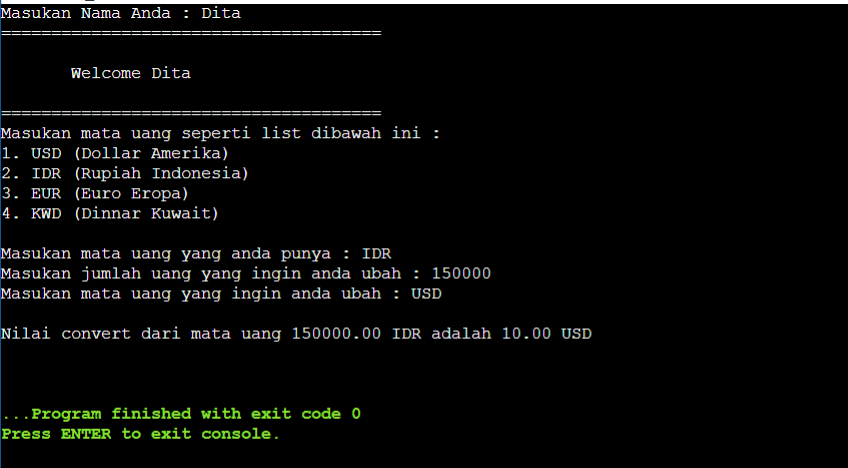 Masukan Nama Anda : Dita
======================================
Welcome Dita
======================================
Masukan mata uang seperti list dibawah ini :
1. USD (Dollar Amerika)
2. IDR (Rupiah Indonesia)
3. EUR (Euro Eropa)
4. KWD (Dinnar Kuwait)
Masukan mata uang yang anda punya : IDR
Masukan jumlah uang yang ingin anda ubah : 150000
Masukan mata uang yang ingin anda ubah : USD
Nilai convert dari mata uang 150000.00 IDR adalah 10.00 USD
...Program finished with exit code 0
Press ENTER to exit console.